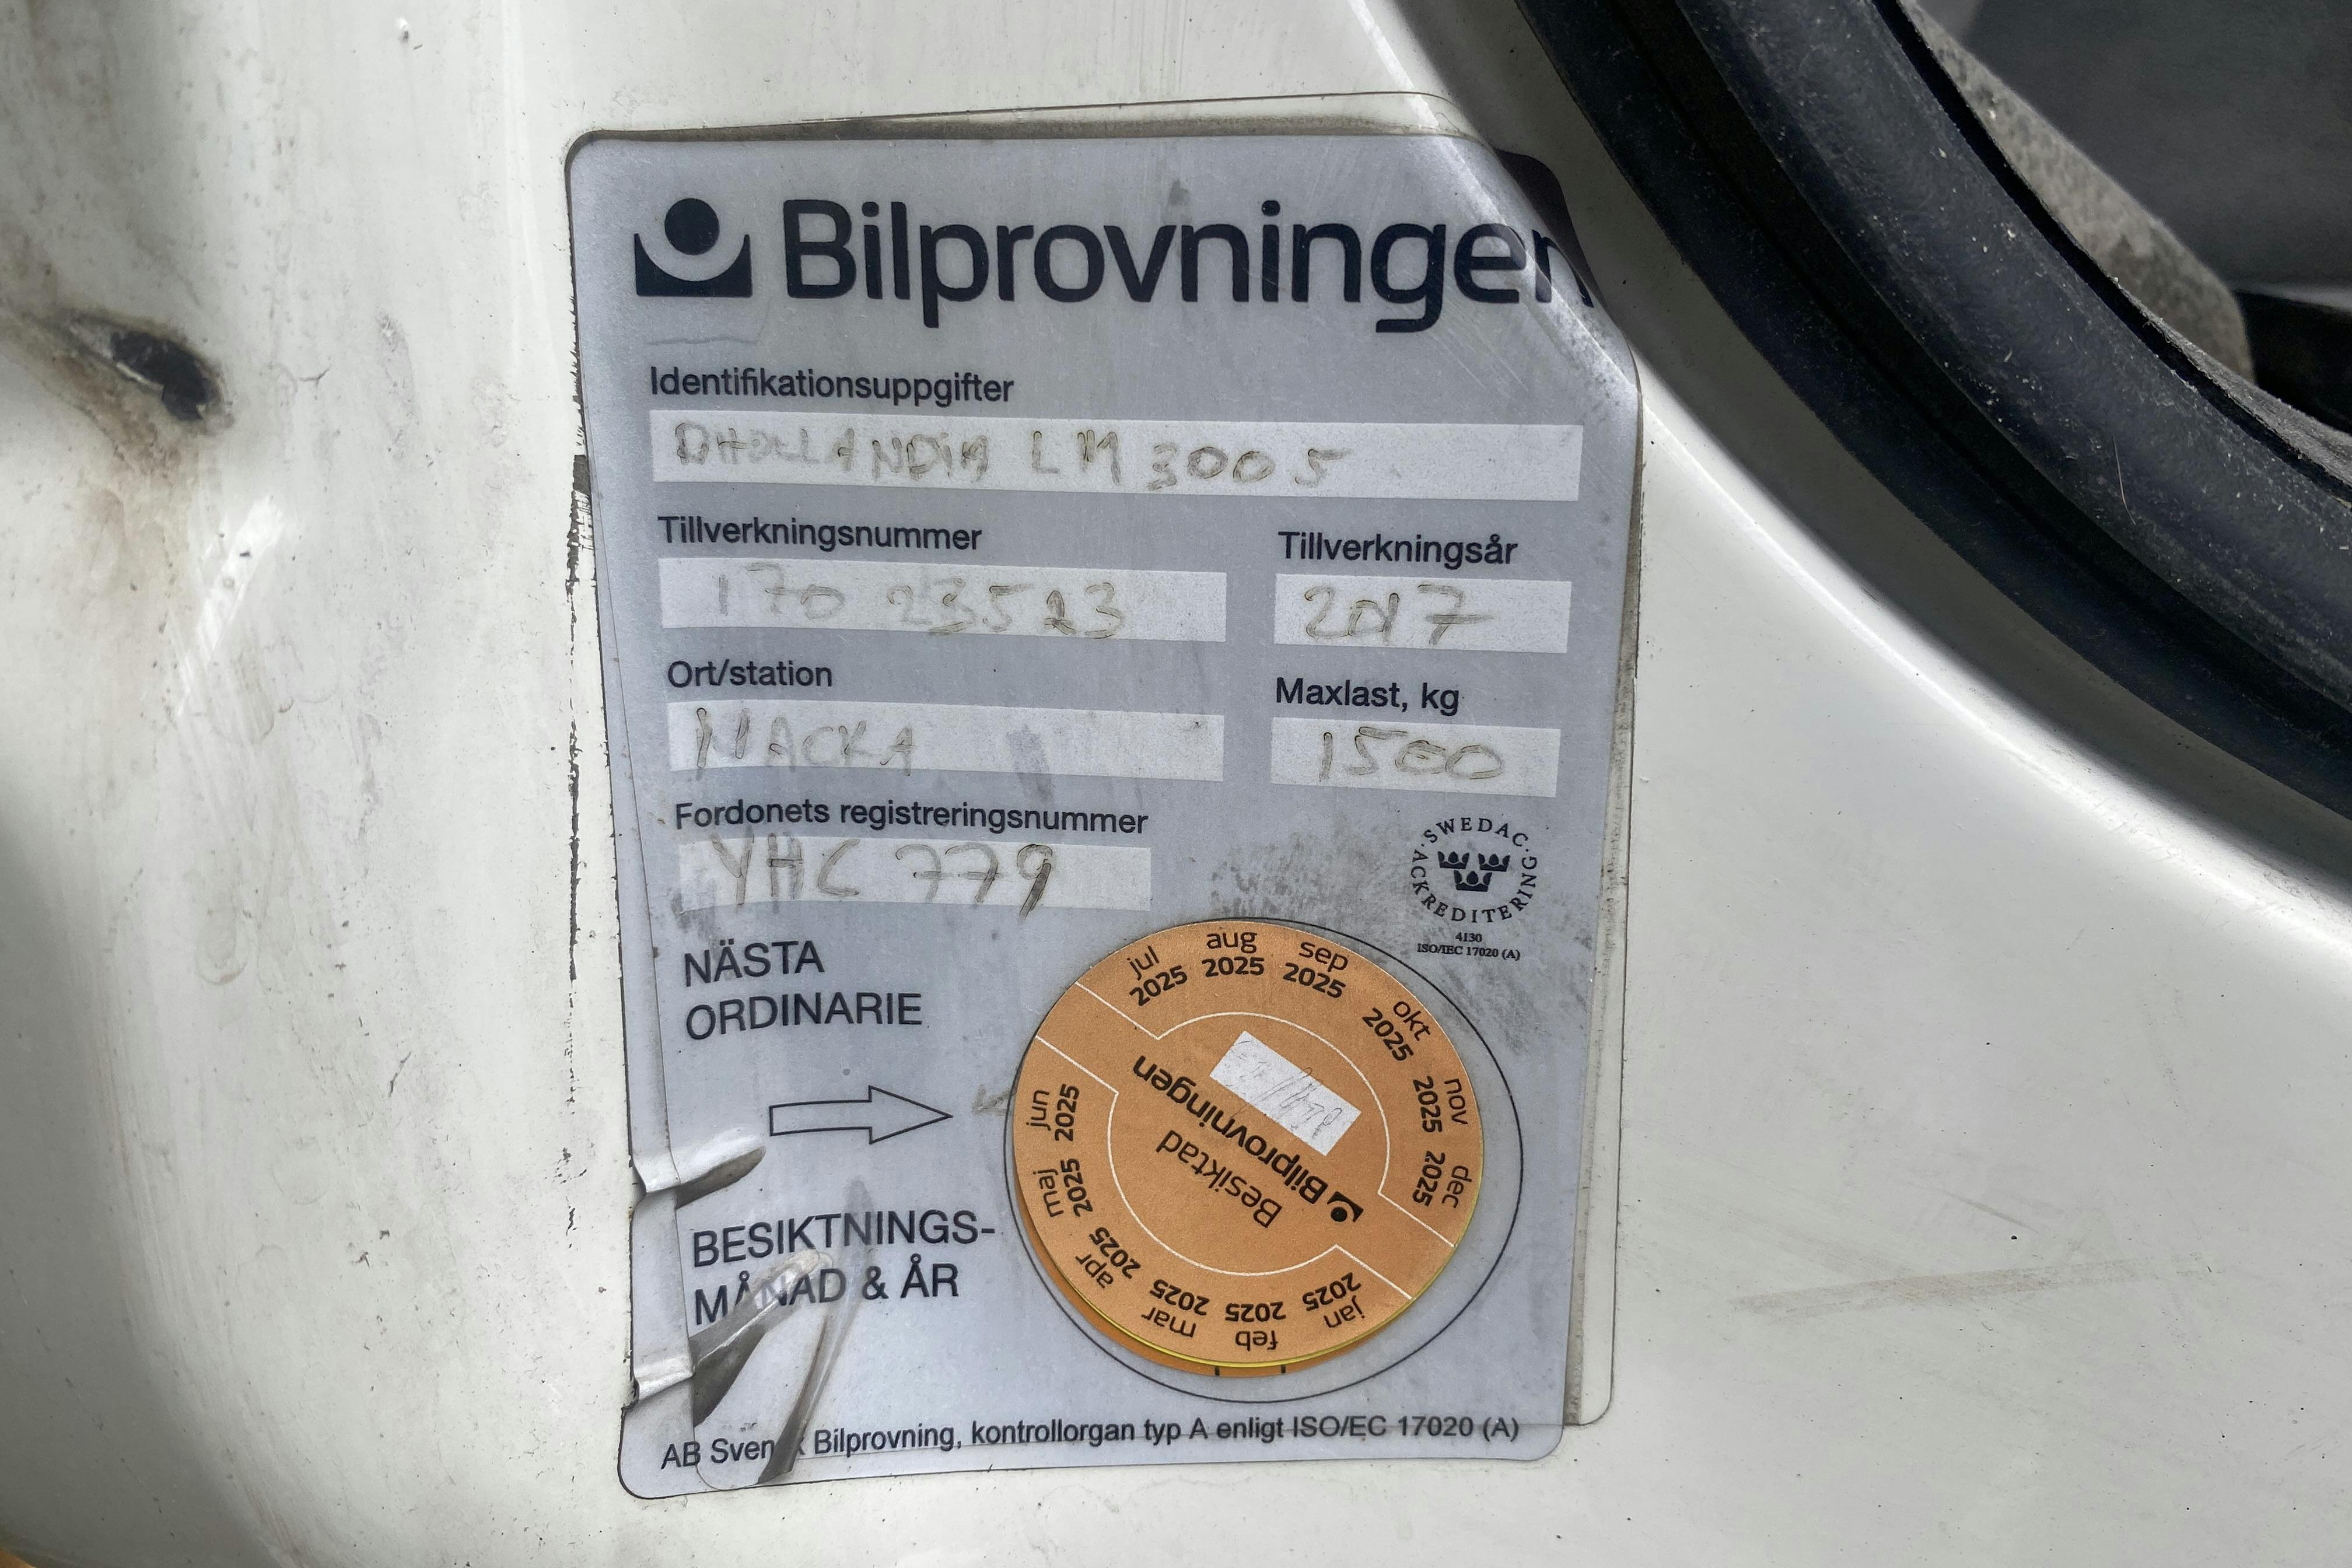 Bilprovningen
Identifikationsuppgifter
DHOLLANDIA LM 3005
Tillverkningsnummer
Tillverkningsår
170 23523
2017
Ort/station
Maxlast, kg
NACKA
1500
Fordonets registreringsnummer
YHC 779
SWEDAC
ACKREDITERING
4130
ISO/IEC 17020 (A)
NÄSTA
ORDINARIE
BESIKTNINGS-
MÅNAD & ÅR
jan 2025
feb 2025
mar 2025
apr 2025
maj 2025
jun 2025
jul 2025
aug 2025
sep 2025
okt 2025
nov 2025
dec 2025
Besiktad
Bilprovningen
AB Svensk Bilprovning, kontrollorgan typ A enligt ISO/EC 17020 (A)